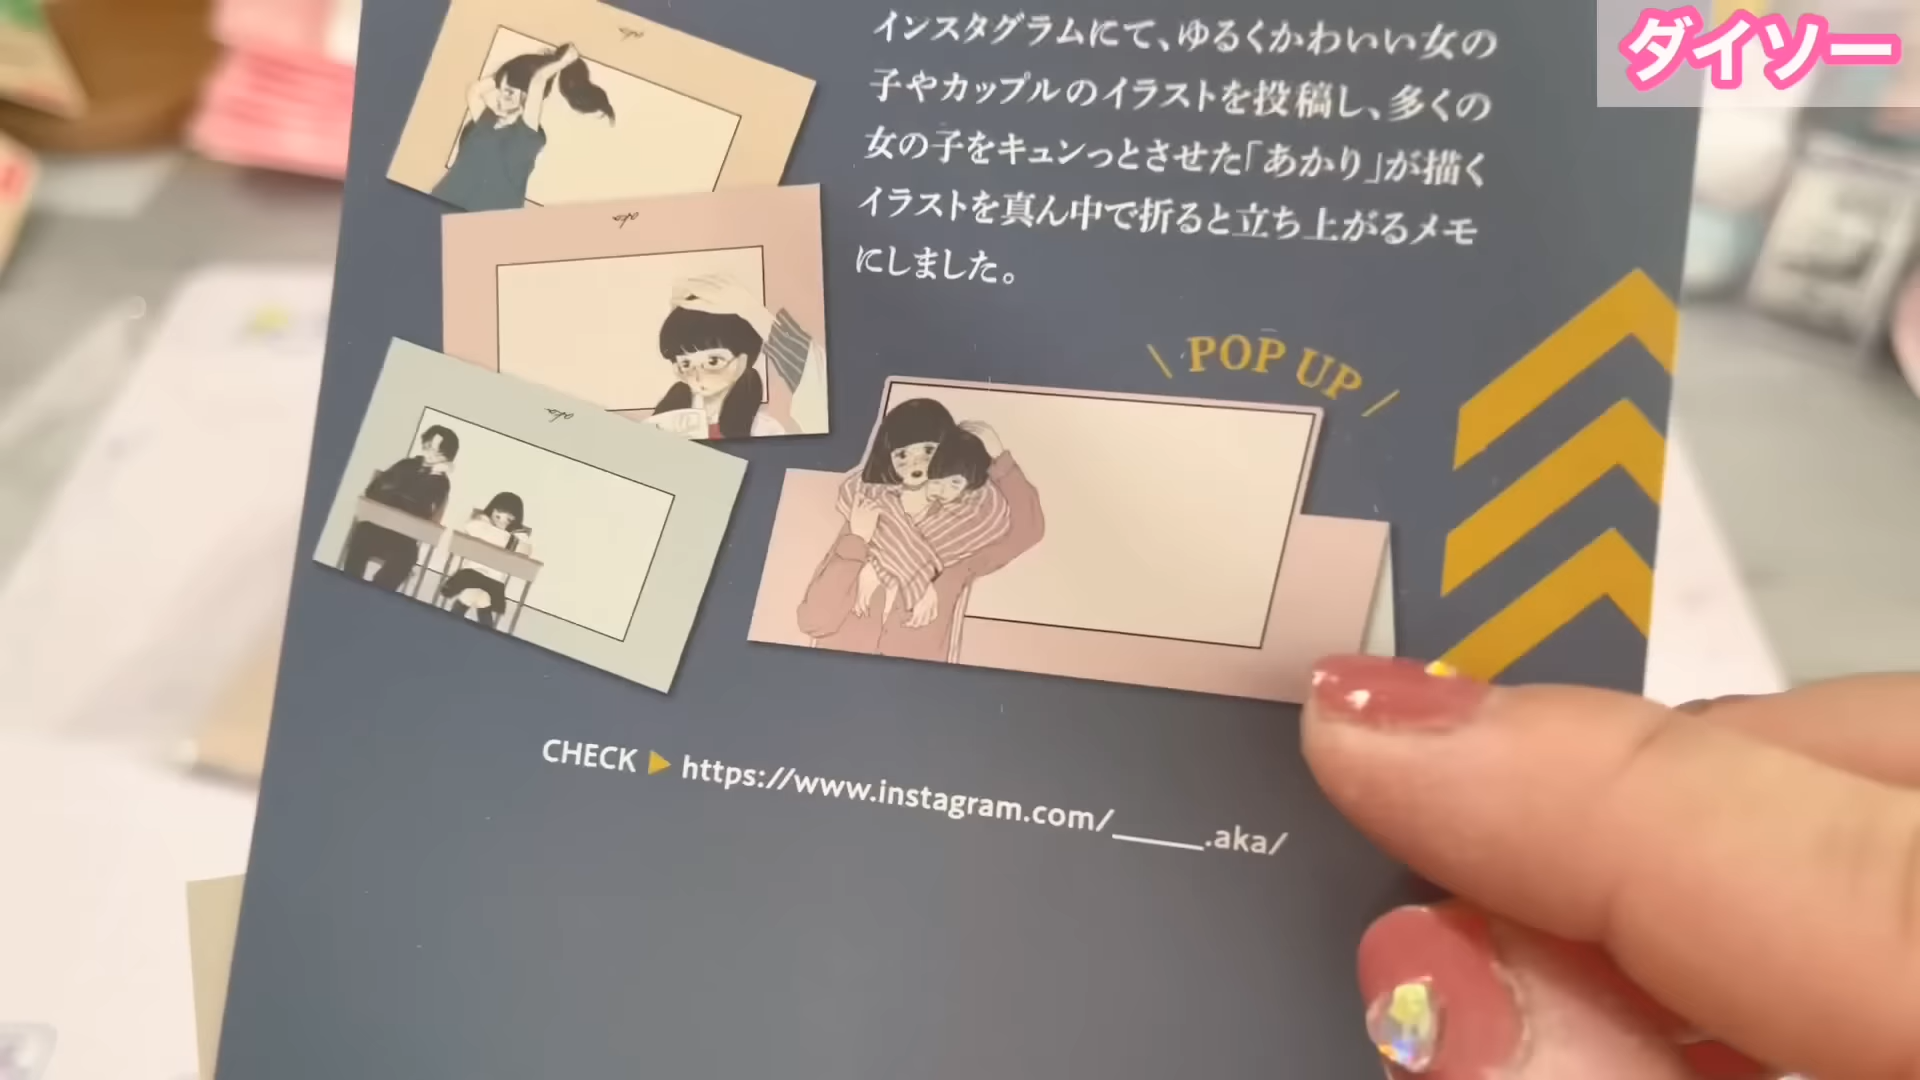 ダイソー
インスタグラムにて、ゆるくかわいい女の
子やカップルのイラストを投稿し、多くの
女の子をキュンっとさせた「あかり」が描く
イラストを真ん中で折ると立ち上がるメモ
にしました。
\ POP UP /
aka
aka
aka
CHECK ▶ https://www.instagram.com/______.aka/